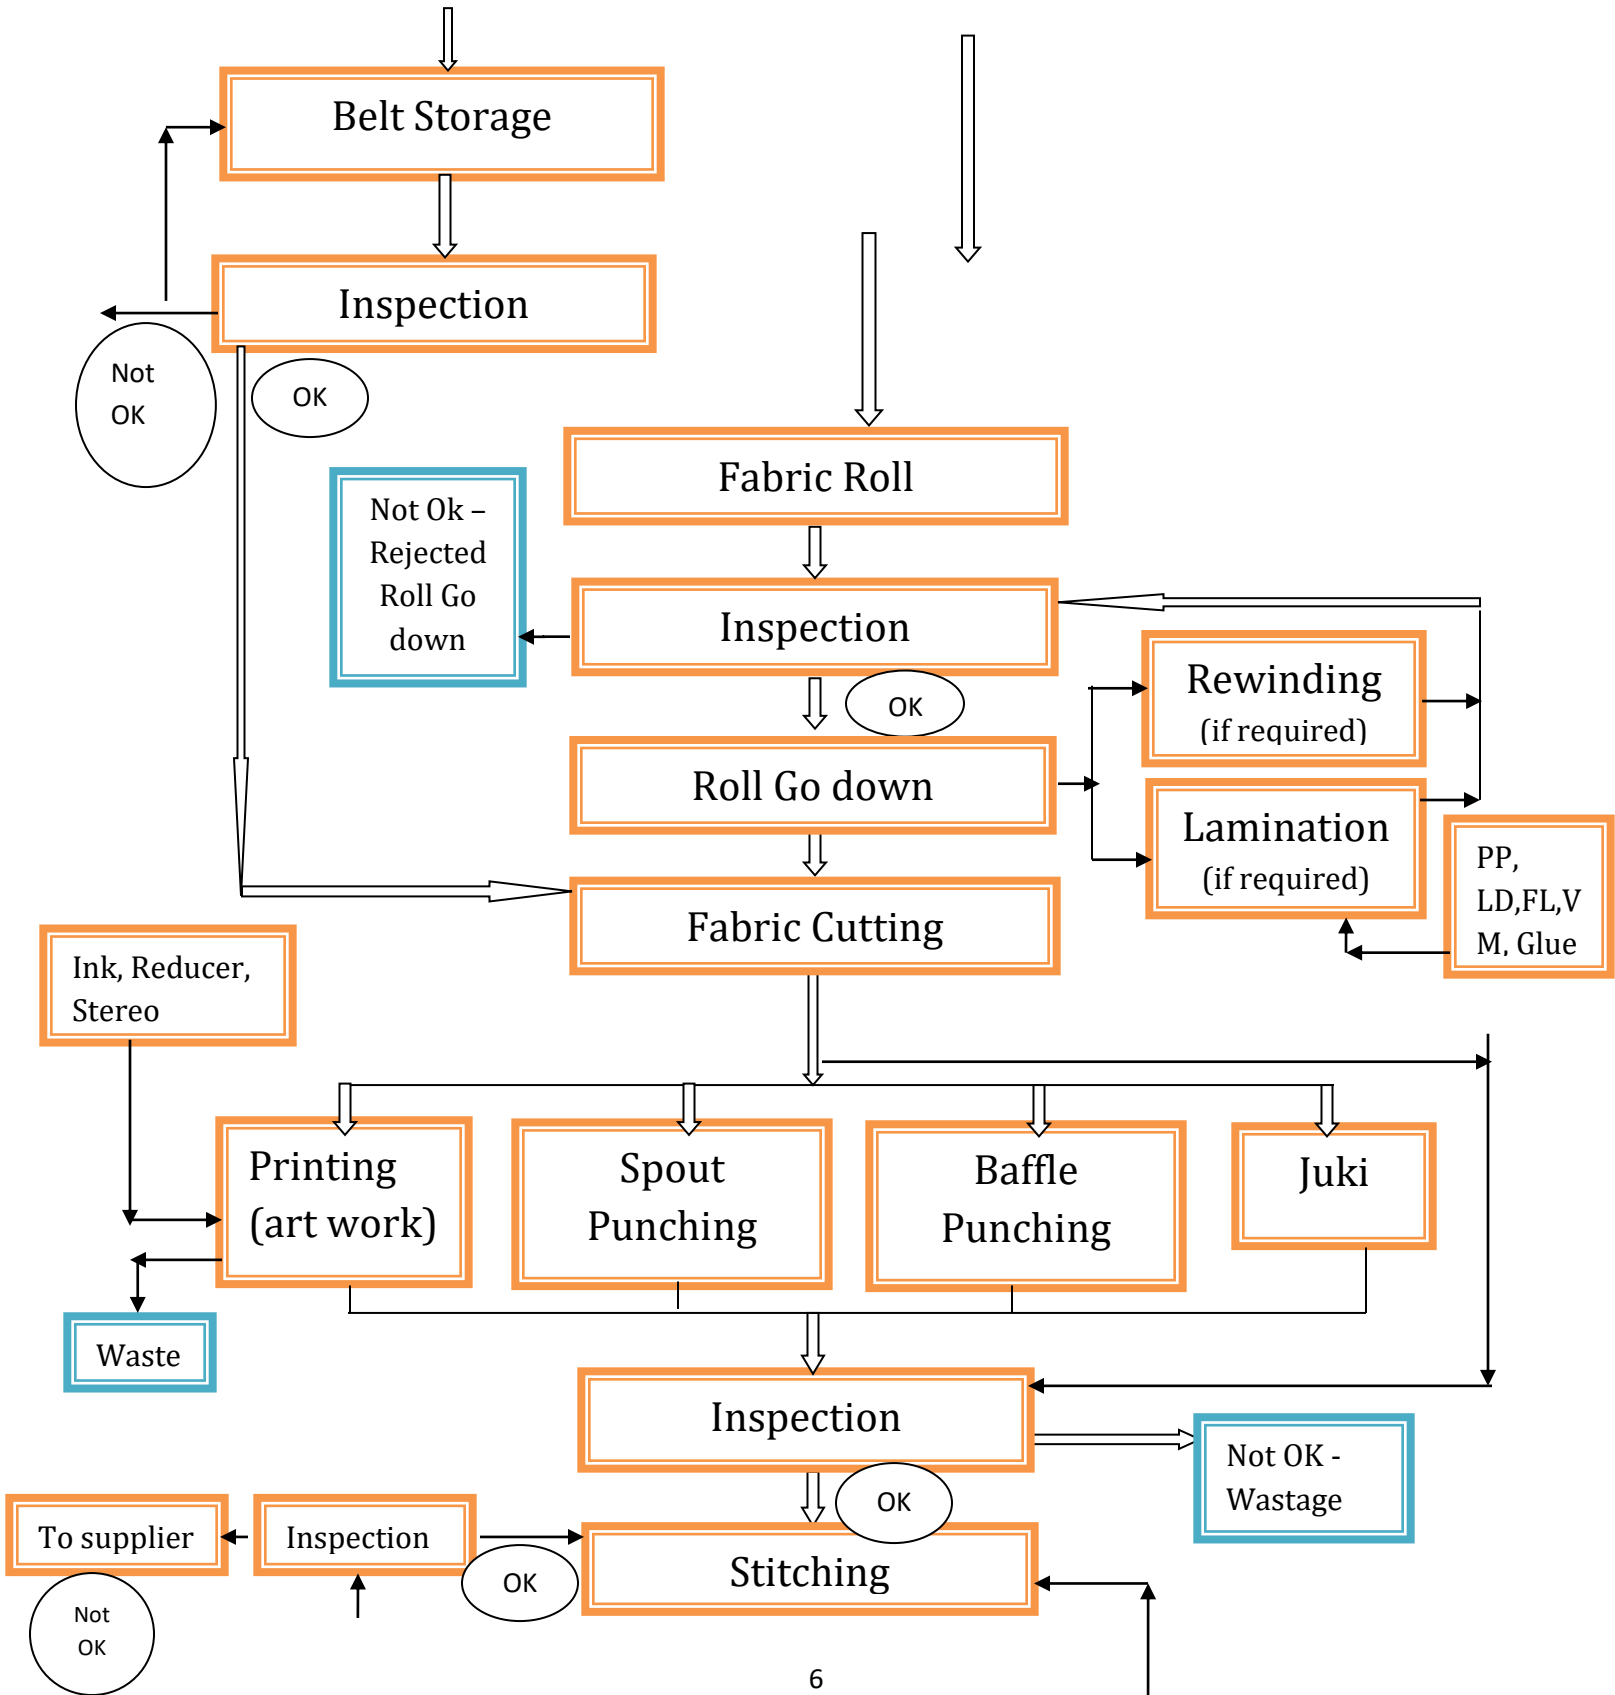 Belt Storage
Inspection
Not
OK
OK
Fabric Roll
Not Ok –
Rejected
Roll Go
down
Inspection
OK
Rewinding
(if required)
Roll Go down
Lamination
(if required)
PP,
LD,FL,V
M, Glue
Fabric Cutting
Ink, Reducer,
Stereo
Printing
(art work)
Spout
Punching
Baffle
Punching
Juki
Waste
Inspection
Not OK -
Wastage
OK
To supplier
Inspection
OK
Stitching
Not
OK
6